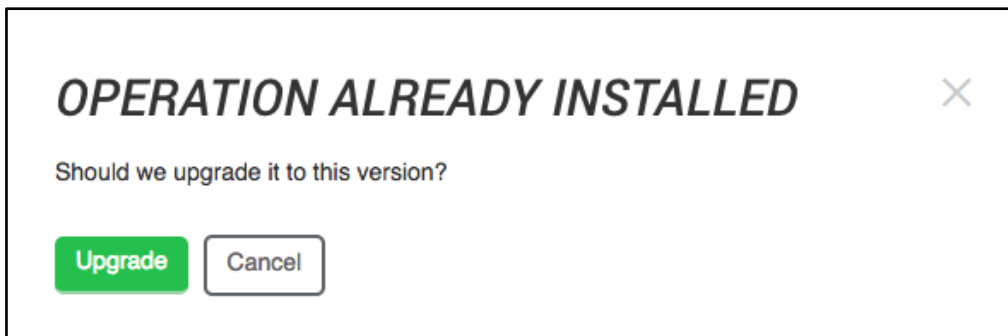 OPERATION ALREADY INSTALLED
Should we upgrade it to this version?
Upgrade
Cancel